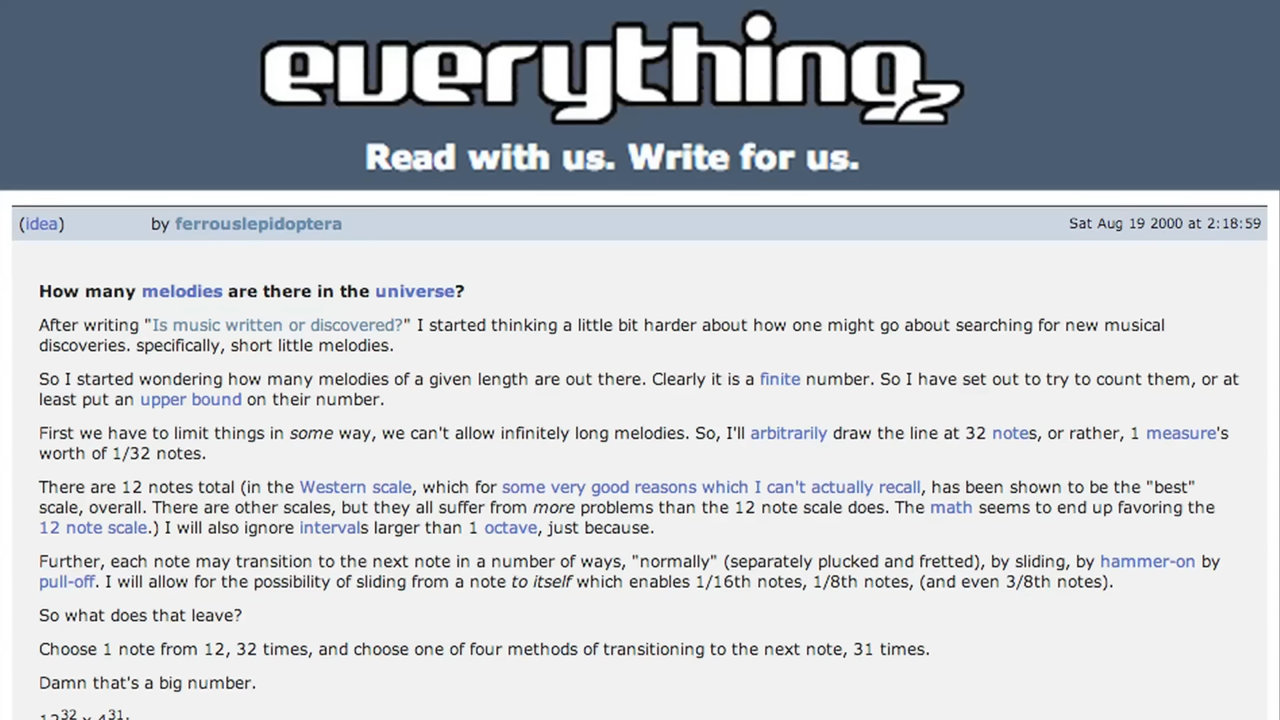 everything2
Read with us. Write for us.
(idea) by ferrouslepidoptera Sat Aug 19 2000 at 2:18:59
How many melodies are there in the universe?
After writing "Is music written or discovered?" I started thinking a little bit harder about how one might go about searching for new musical
discoveries. specifically, short little melodies.
So I started wondering how many melodies of a given length are out there. Clearly it is a finite number. So I have set out to try to count them, or at
least put an upper bound on their number.
First we have to limit things in some way, we can't allow infinitely long melodies. So, I'll arbitrarily draw the line at 32 notes, or rather, 1 measure's
worth of 1/32 notes.
There are 12 notes total (in the Western scale, which for some very good reasons which I can't actually recall, has been shown to be the "best"
scale, overall. There are other scales, but they all suffer from more problems than the 12 note scale does. The math seems to end up favoring the
12 note scale.) I will also ignore intervals larger than 1 octave, just because.
Further, each note may transition to the next note in a number of ways, "normally" (separately plucked and fretted), by sliding, by hammer-on by
pull-off. I will allow for the possibility of sliding from a note to itself which enables 1/16th notes, 1/8th notes, (and even 3/8th notes).
So what does that leave?
Choose 1 note from 12, 32 times, and choose one of four methods of transitioning to the next note, 31 times.
Damn that's a big number.
12^32 x 4^31: